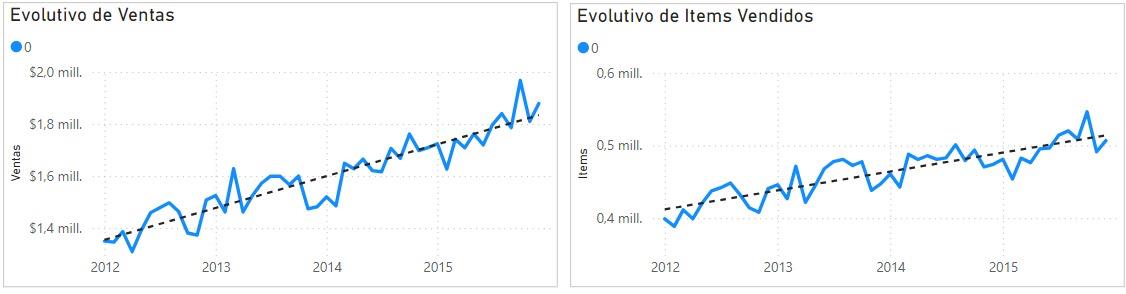 Evolutivo de Ventas
0
$2,0 mill.
$1,8 mill.
$1,6 mill.
$1,4 mill.
Ventas
2012 2013 2014 2015
Evolutivo de Items Vendidos
0
0,6 mill.
0,5 mill.
0,4 mill.
Items
2012 2013 2014 2015